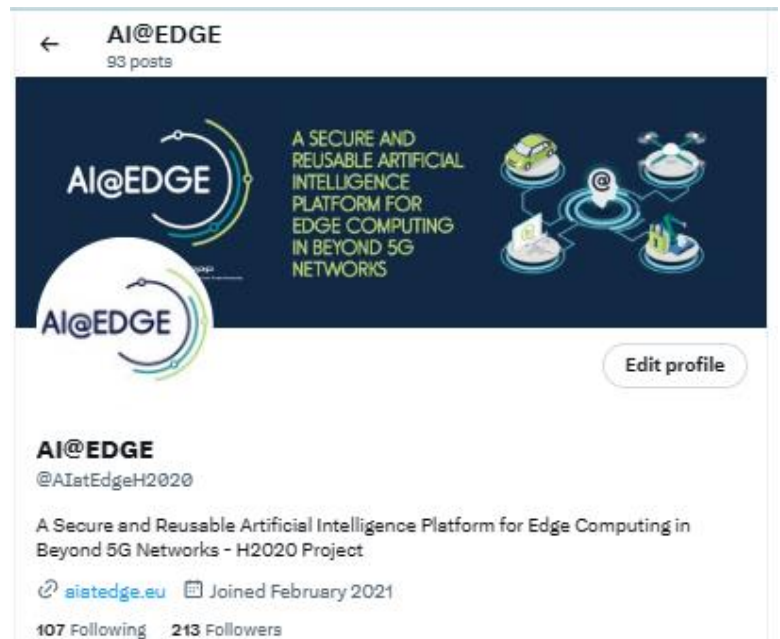 AI@EDGE
93 posts
AI@EDGE
A SECURE AND
REUSABLE ARTIFICIAL
INTELLIGENCE
PLATFORM FOR
EDGE COMPUTING
IN BEYOND 5G
NETWORKS
@
AI@EDGE
Edit profile
AI@EDGE
@AIatEdgeH2020
A Secure and Reusable Artificial Intelligence Platform for Edge Computing in
Beyond 5G Networks - H2020 Project
aiatedge.eu Joined February 2021
107 Following 213 Followers